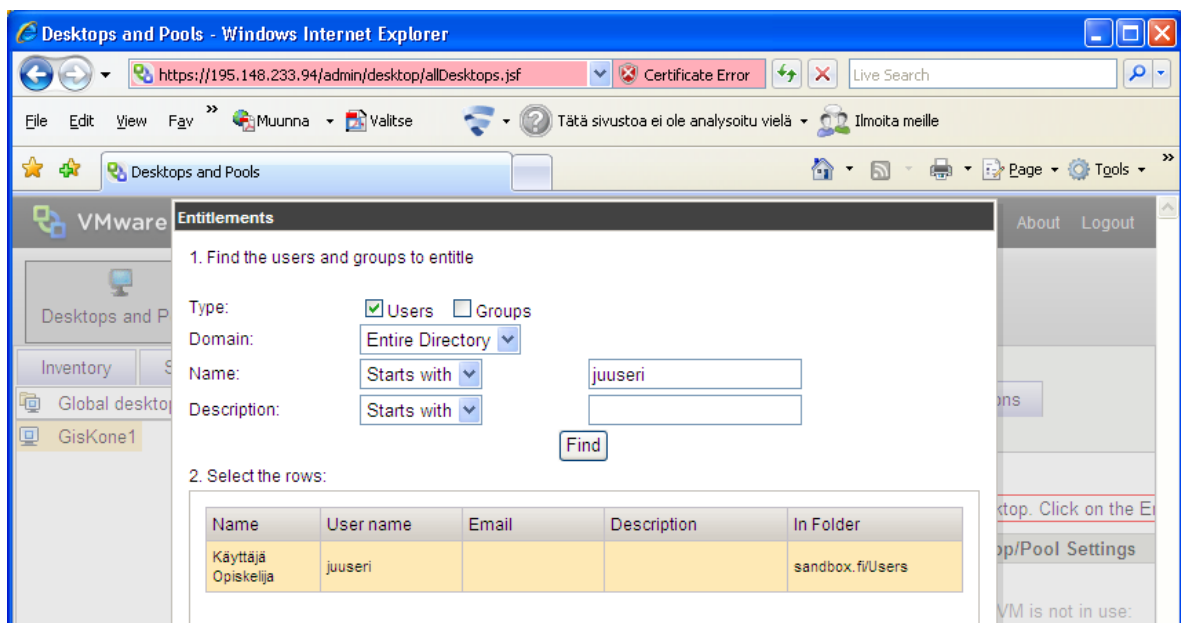 Desktops and Pools - Windows Internet Explorer
https://195.148.233.94/admin/desktop/allDesktops.jsf Certificate Error Live Search
File Edit View Fav » Muunna Valitse Tätä sivustoa ei ole analysoitu vielä Ilmoita meille
Desktops and Pools Page Tools »
VMware Entitlements About Logout
1. Find the users and groups to entitle
Type: Users Groups
Desktops and P
Domain: Entire Directory
Inventory S Name: Starts with juuseri
Global desktop Description: Starts with ons
GisKone1
Find
2. Select the rows:
ktop. Click on the E
Name User name Email Description In Folder
op/Pool Settings
Käyttäjä
Opiskelija juuseri sandbox.fi/Users
VM is not in use: